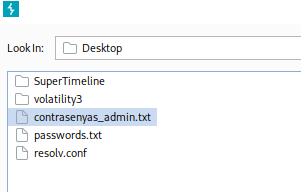 Look In:
Desktop
SuperTimeline
volatility3
contrasenyas_admin.txt
passwords.txt
resolv.conf